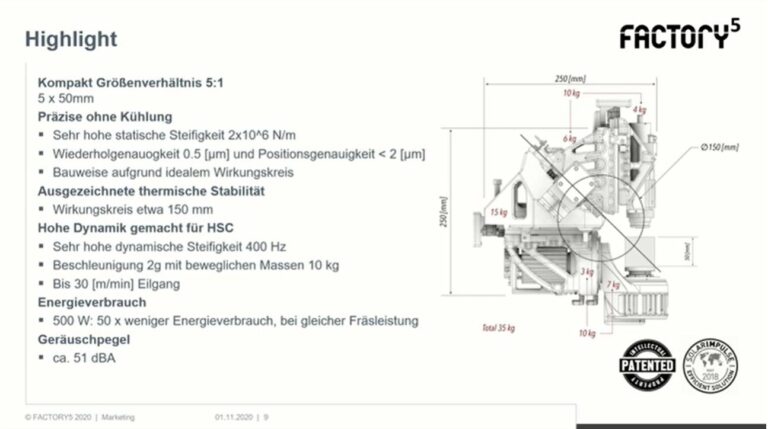 Highlight
FACTORY5
Kompakt Größenverhältnis 5:1
5 x 50mm
Präzise ohne Kühlung
Sehr hohe statische Steifigkeit 2x10^6 N/m
Wiederholgenauogkeit 0.5 [µm] und Positionsgenauigkeit < 2 [µm]
Bauweise aufgrund idealem Wirkungskreis
Ausgezeichnete thermische Stabilität
Wirkungskreis etwa 150 mm
Hohe Dynamik gemacht für HSC
Sehr hohe dynamische Steifigkeit 400 Hz
Beschleunigung 2g mit beweglichen Massen 10 kg
Bis 30 [m/min] Eilgang
Energieverbrauch
500 W: 50 x weniger Energieverbrauch, bei gleicher Fräsleistung
Geräuschpegel
ca. 51 dBA
250 [mm]
10 kg
4 kg
6 kg
∅150 [mm]
250 [mm]
15 kg
50 [mm]
3 kg
7 kg
Total 35 kg
10 kg
INTELLECTUAL
PATENTED
PROPERTY
SOLARIMPULSE
2018
EFFICIENT SOLUTION
© FACTORY5 2020 | Marketing
01.11.2020 | 9